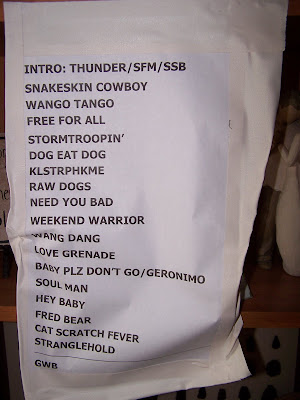 INTRO: THUNDER/SFM/SSB
SNAKESKIN COWBOY
WANGO TANGO
FREE FOR ALL
STORMTROOPIN'
DOG EAT DOG
KLSTRPHKME
RAW DOGS
NEED YOU BAD
WEEKEND WARRIOR
WANG DANG
LOVE GRENADE
BABY PLZ DON'T GO/GERONIMO
SOUL MAN
HEY BABY
FRED BEAR
CAT SCRATCH FEVER
STRANGLEHOLD
GWB